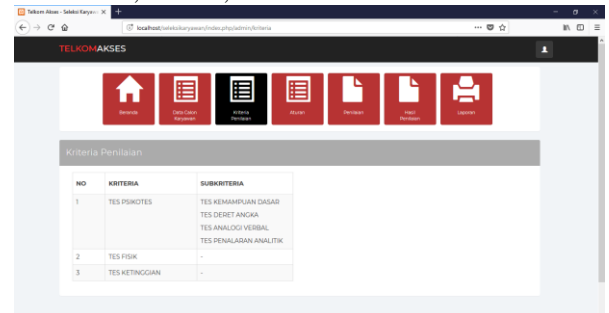 Telkom Akses - Seleksi Karyawan
localhost/seleksikaryawan/index.php/admin/kriteria
TELKOMAKSES
Beranda
Data Calon Karyawan
Kriteria Penilaian
Aturan
Penilaian
Hasil Penilaian
Laporan
Kriteria Penilaian
NO KRITERIA SUBKRITERIA
1 TES PSIKOTES TES KEMAMPUAN DASAR
TES DERET ANGKA
TES ANALOGI VERBAL
TES PENALARAN ANALITIK
2 TES FISIK -
3 TES KETINGGIAN -